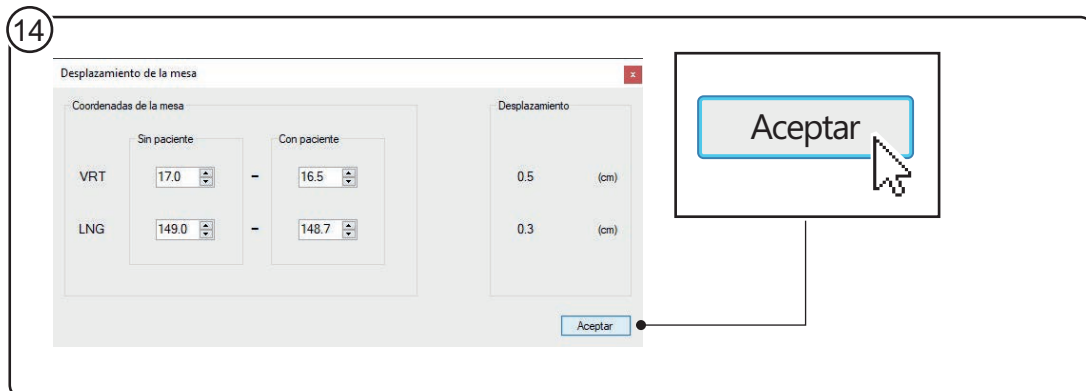 14
Desplazamiento de la mesa
x
Coordenadas de la mesa
Desplazamiento
Sin paciente
Con paciente
VRT 17.0 - 16.5 0.5 (cm)
LNG 149.0 - 148.7 0.3 (cm)
Aceptar
Aceptar